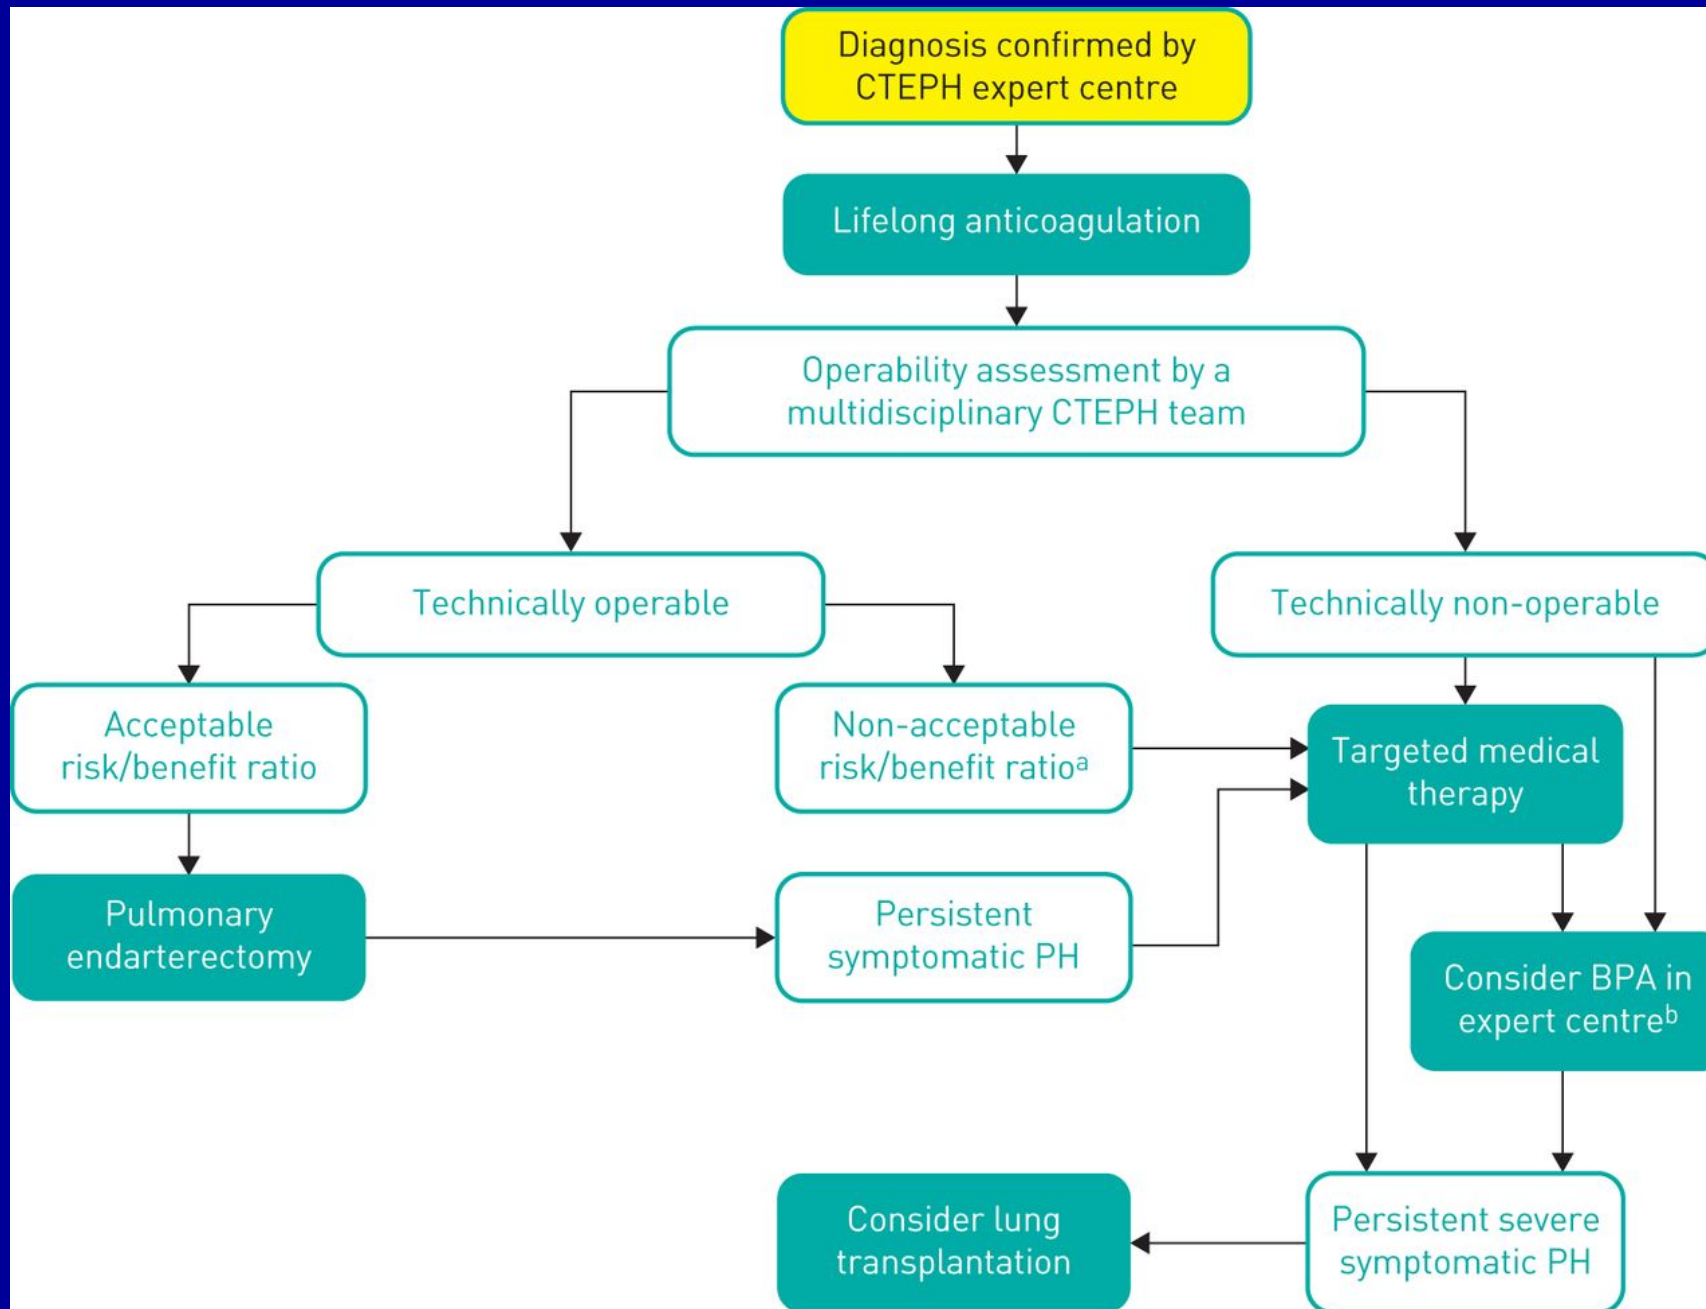 Diagnosis confirmed by
CTEPH expert centre
Lifelong anticoagulation
Operability assessment by a
multidisciplinary CTEPH team
Technically operable
Technically non-operable
Acceptable
risk/benefit ratio
Non-acceptable
risk/benefit ratioᵃ
Targeted medical
therapy
Pulmonary
endarterectomy
Persistent
symptomatic PH
Consider BPA in
expert centreᵇ
Consider lung
transplantation
Persistent severe
symptomatic PH